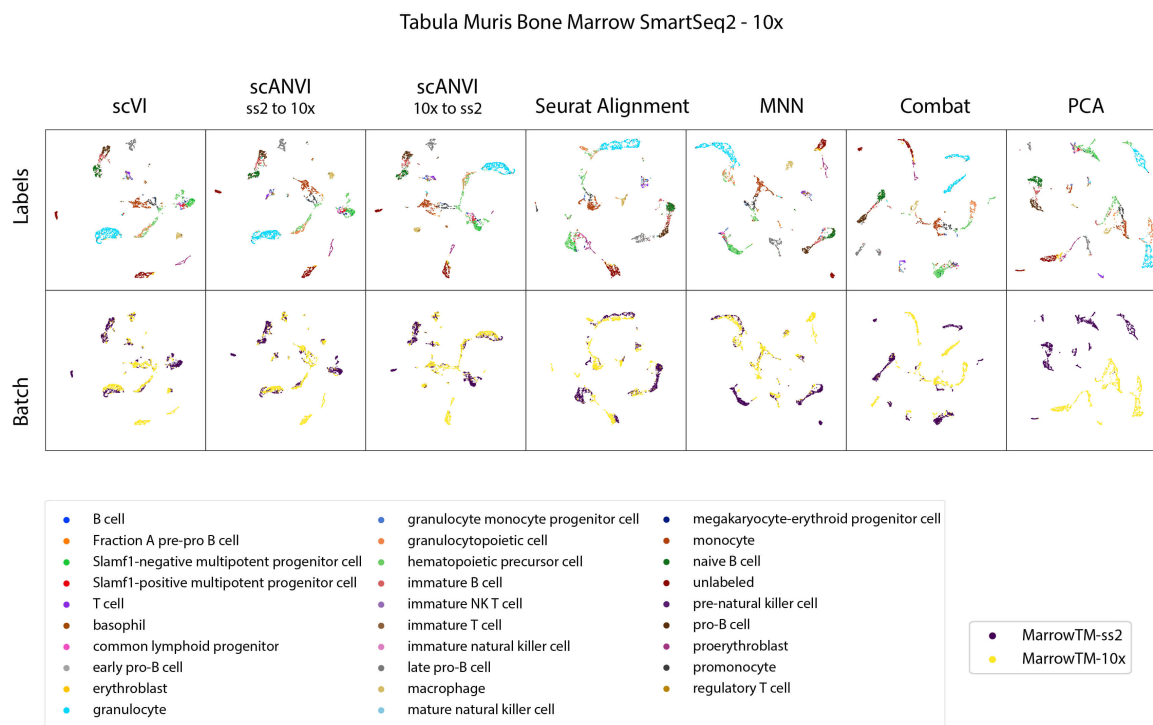 Tabula Muris Bone Marrow SmartSeq2 - 10x
scVI
scANVI
ss2 to 10x
scANVI
10x to ss2
Seurat Alignment
MNN
Combat
PCA
Labels
Batch
B cell
Fraction A pre-pro B cell
Slamf1-negative multipotent progenitor cell
Slamf1-positive multipotent progenitor cell
T cell
basophil
common lymphoid progenitor
early pro-B cell
erythroblast
granulocyte
granulocyte monocyte progenitor cell
granulocytopoietic cell
hematopoietic precursor cell
immature B cell
immature NK T cell
immature T cell
immature natural killer cell
late pro-B cell
macrophage
mature natural killer cell
megakaryocyte-erythroid progenitor cell
monocyte
naive B cell
unlabeled
pre-natural killer cell
pro-B cell
proerythroblast
promonocyte
regulatory T cell
MarrowTM-ss2
MarrowTM-10x